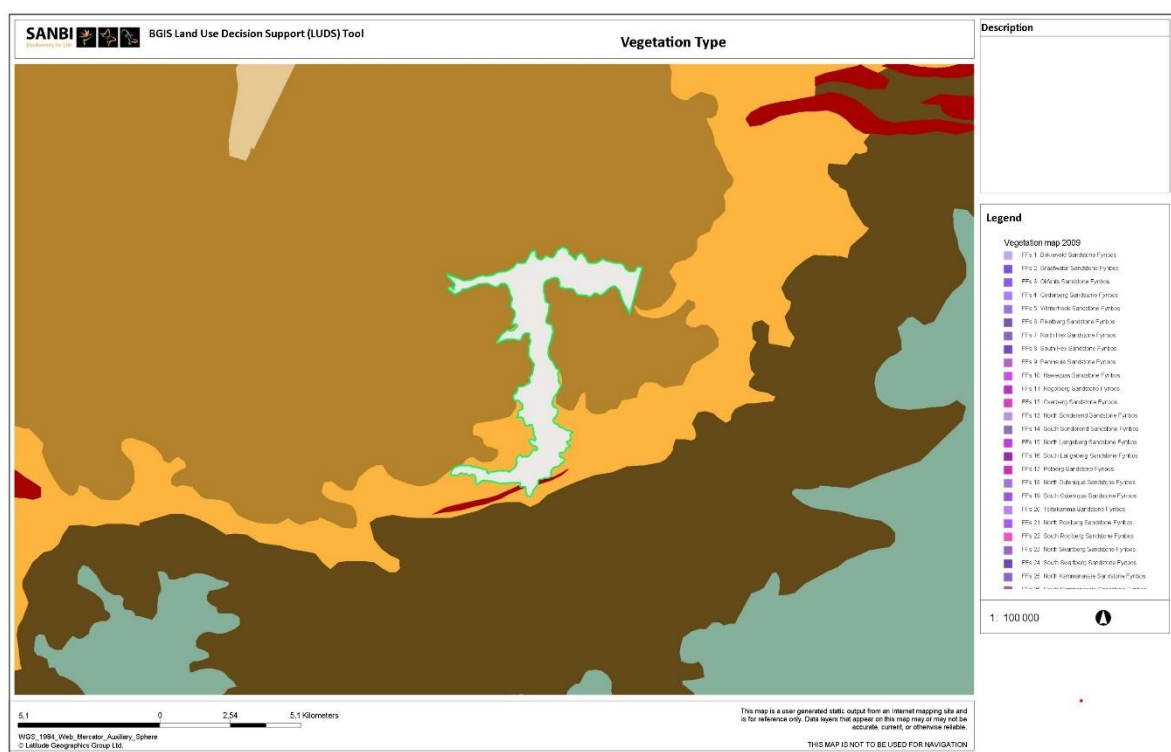 SANBI
Biodiversity for Life
BGIS Land Use Decision Support (LUDS) Tool
Vegetation Type
Description
Legend
Vegetation map 2009
FFs 1 Bokkeveld Sandstone Fynbos
FFs 2 Graafwater Sandstone Fynbos
FFs 3 Olifants Sandstone Fynbos
FFs 4 Cederberg Sandstone Fynbos
FFs 5 Winterhoek Sandstone Fynbos
FFs 6 Piketberg Sandstone Fynbos
FFs 7 North Hex Sandstone Fynbos
FFs 8 South Hex Sandstone Fynbos
FFs 9 Peninsula Sandstone Fynbos
FFs 10 Hawequas Sandstone Fynbos
FFs 11 Kogelberg Sandstone Fynbos
FFs 12 Overberg Sandstone Fynbos
FFs 13 North Sonderend Sandstone Fynbos
FFs 14 South Sonderend Sandstone Fynbos
FFs 15 North Langeberg Sandstone Fynbos
FFs 16 South Langeberg Sandstone Fynbos
FFs 17 Potberg Sandstone Fynbos
FFs 18 North Outeniqua Sandstone Fynbos
FFs 19 South Outeniqua Sandstone Fynbos
FFs 20 Tsitsikamma Sandstone Fynbos
FFs 21 North Rooiberg Sandstone Fynbos
FFs 22 South Rooiberg Sandstone Fynbos
FFs 23 North Swartberg Sandstone Fynbos
FFs 24 South Swartberg Sandstone Fynbos
FFs 25 North Kammanassie Sandstone Fynbos
1: 100 000
5,1 0 2,54 5,1 Kilometers
WGS_1984_Web_Mercator_Auxiliary_Sphere
© Latitude Geographics Group Ltd.
This map is a user generated static output from an Internet mapping site and
is for reference only. Data layers that appear on this map may or may not be
accurate, current, or otherwise reliable.
THIS MAP IS NOT TO BE USED FOR NAVIGATION